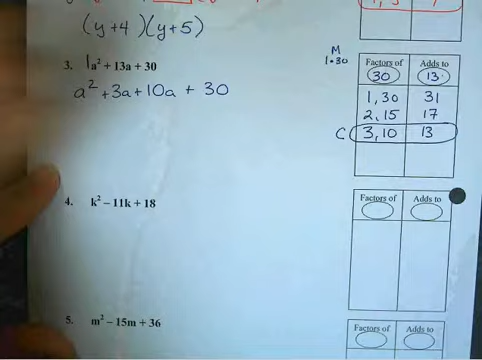 (y+4)(y+5)
3. 1a² + 13a + 30
a² + 3a + 10a + 30
M
1·30
Factors of Adds to
30 13
1, 30 31
2, 15 17
C 3, 10 13
4. k² – 11k + 18
Factors of Adds to
5. m² – 15m + 36
Factors of Adds to